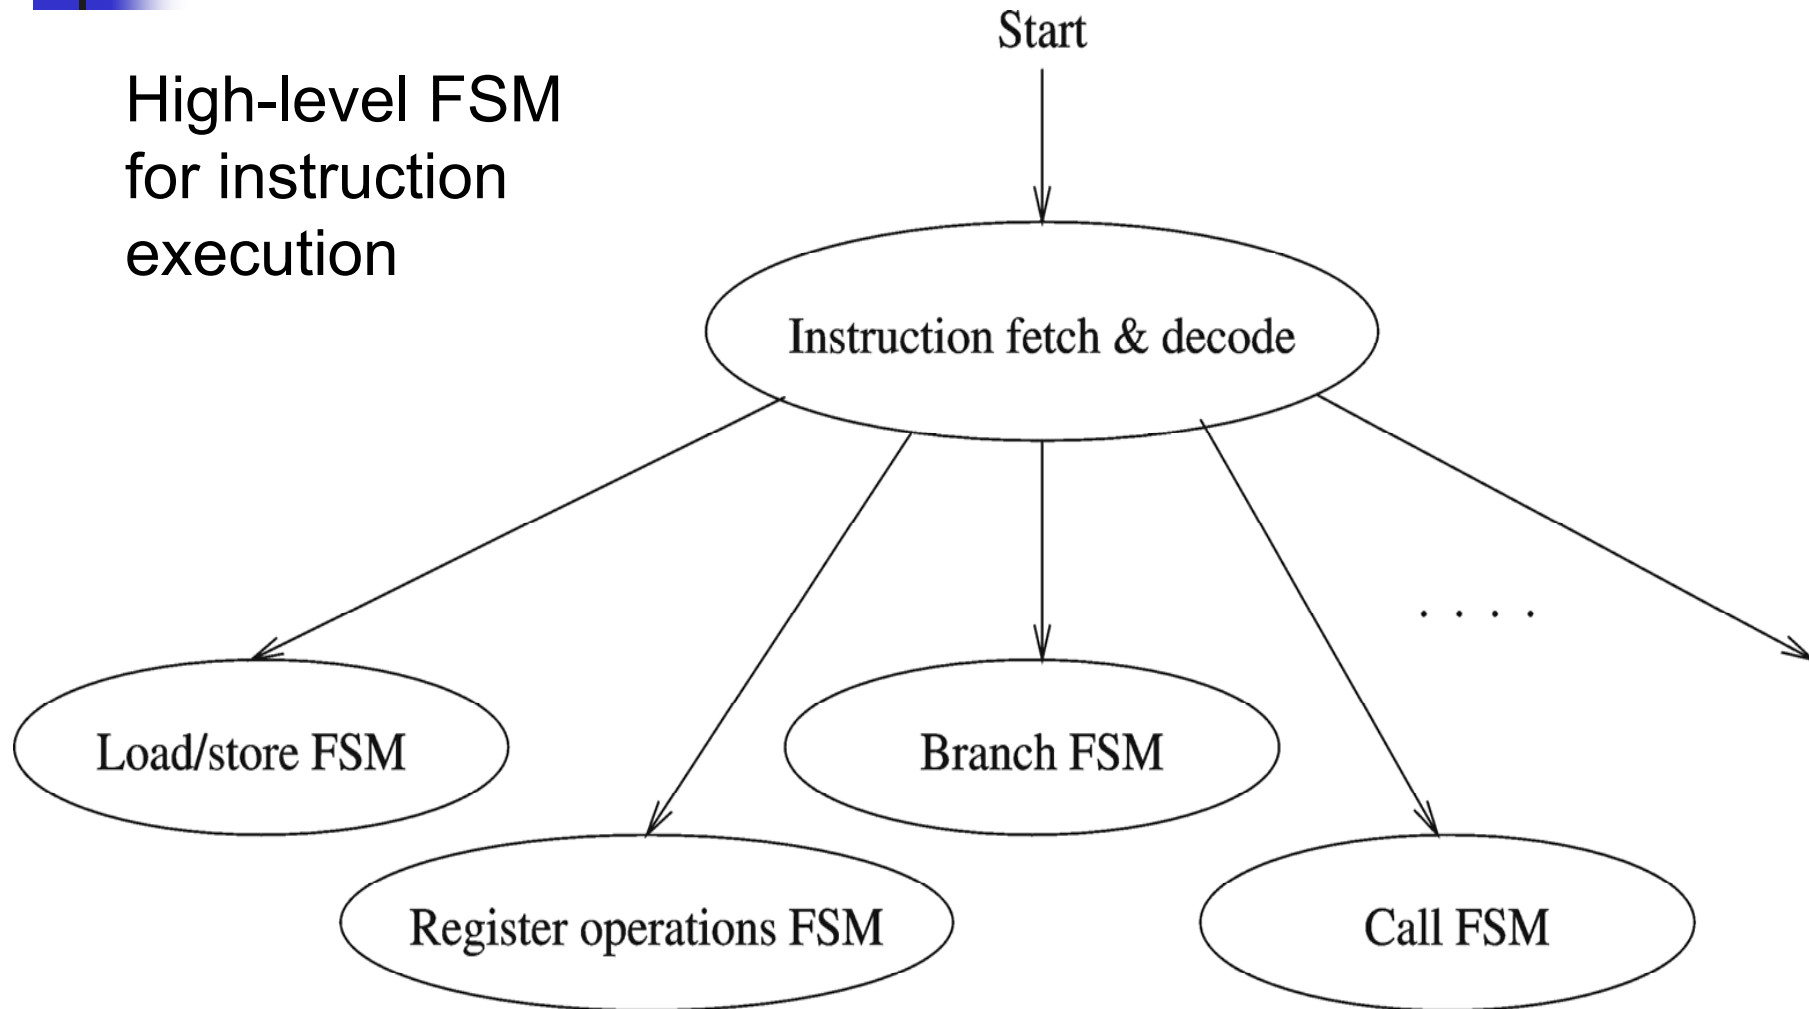 Start
High-level FSM
for instruction
execution
Instruction fetch & decode
. . . .
Load/store FSM
Branch FSM
Register operations FSM
Call FSM